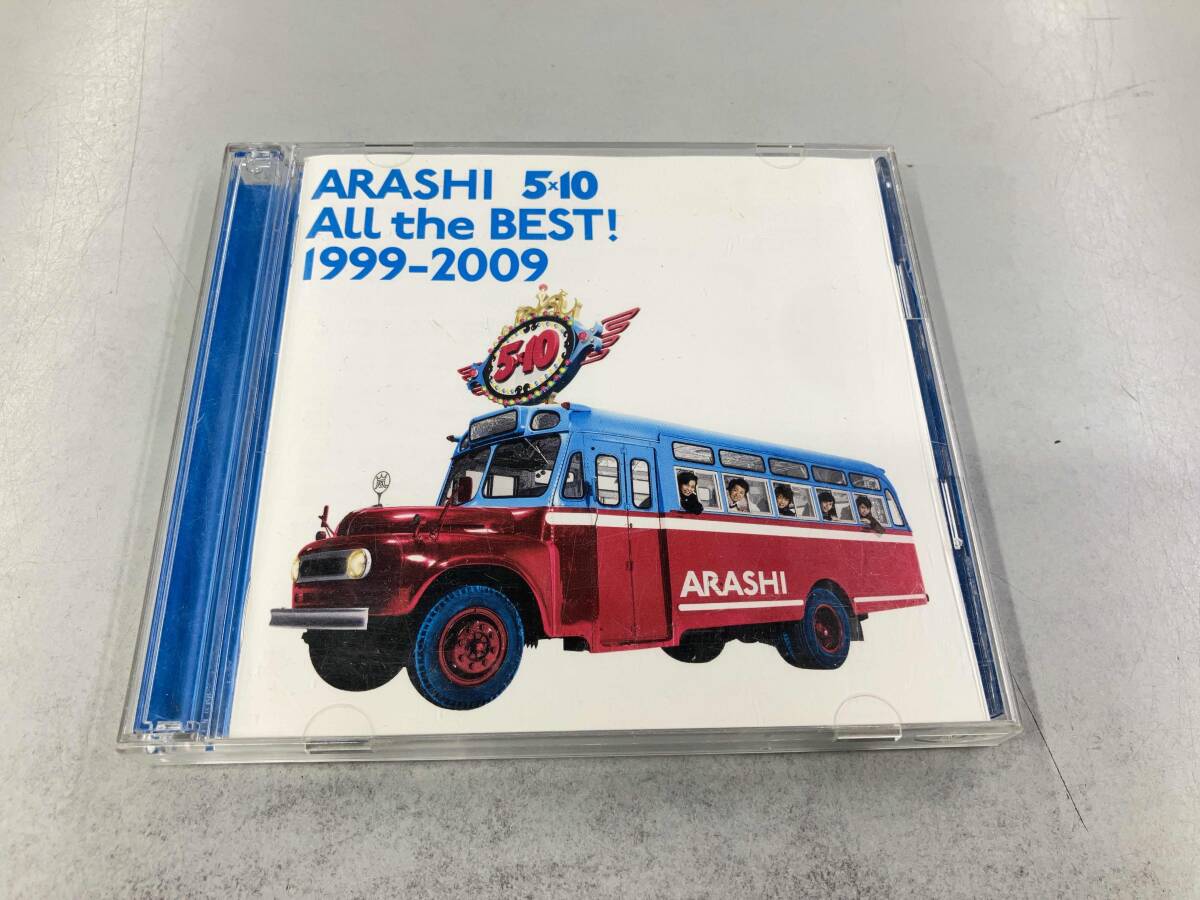 ARASHI 5×10
All the BEST!
1999-2009
5×10
ARASHI